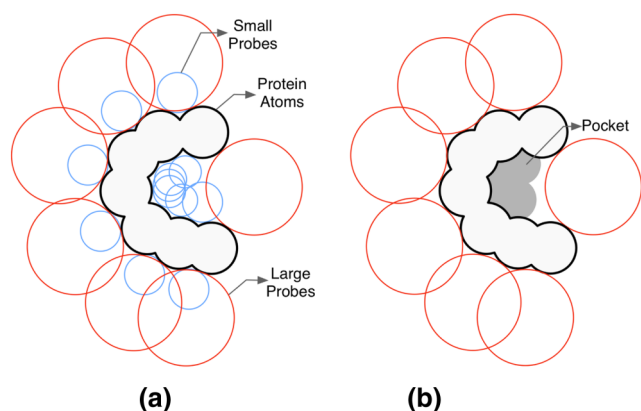 Small
Probes
Protein
Atoms
Large
Probes
(a)
Pocket
(b)